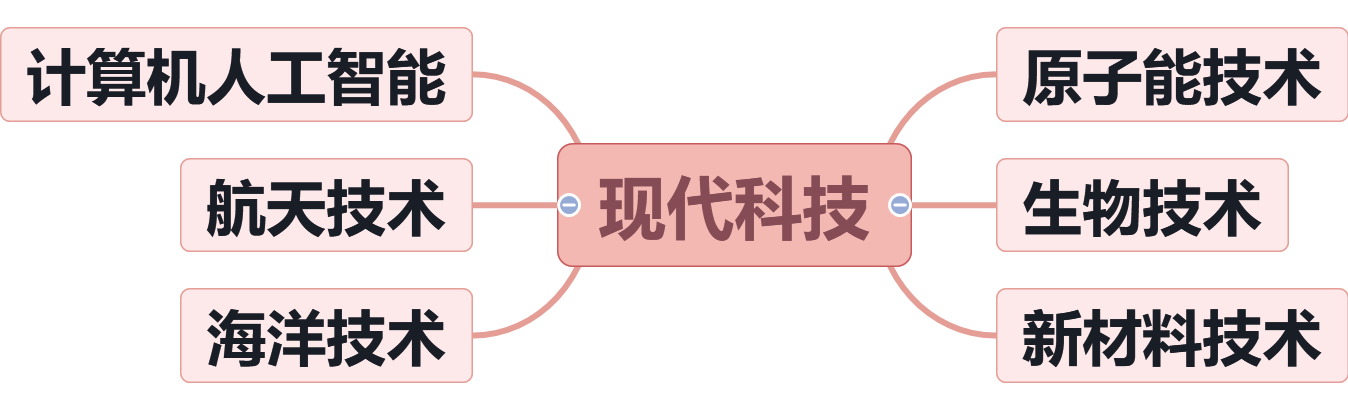 现代科技
计算机人工智能
航天技术
海洋技术
原子能技术
生物技术
新材料技术